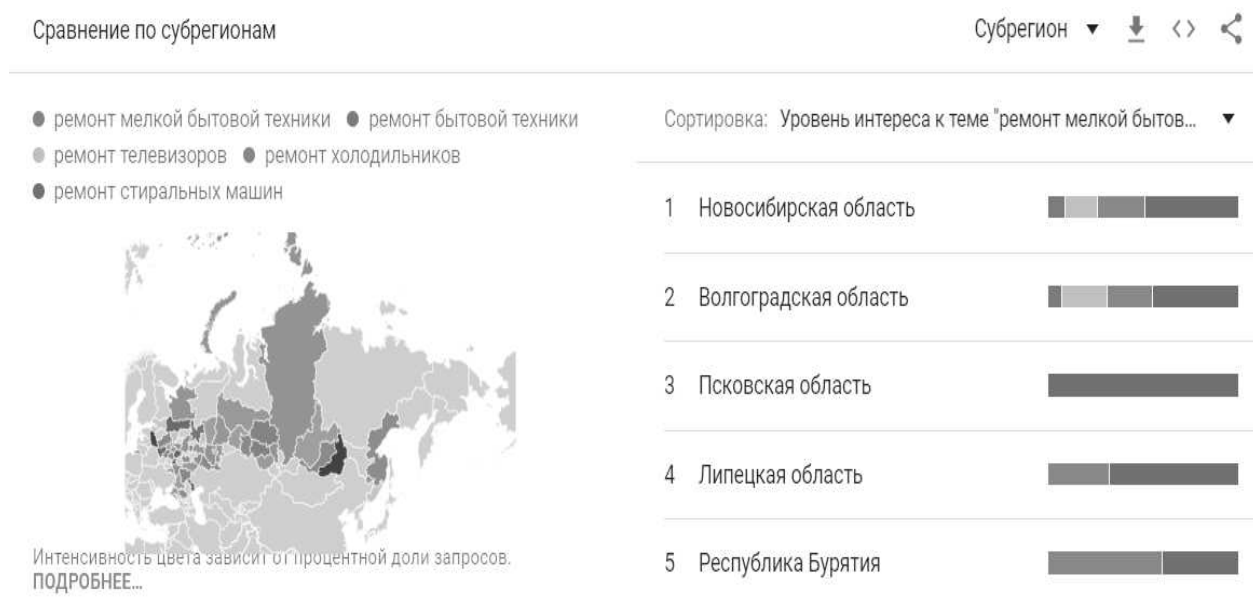 Сравнение по субрегионам
Субрегион
ремонт мелкой бытовой техники ремонт бытовой техники
ремонт телевизоров ремонт холодильников
ремонт стиральных машин
Интенсивность цвета зависит от процентной доли запросов.
ПОДРОБНЕЕ...
Сортировка: Уровень интереса к теме "ремонт мелкой бытов...
1 Новосибирская область
2 Волгоградская область
3 Псковская область
4 Липецкая область
5 Республика Бурятия